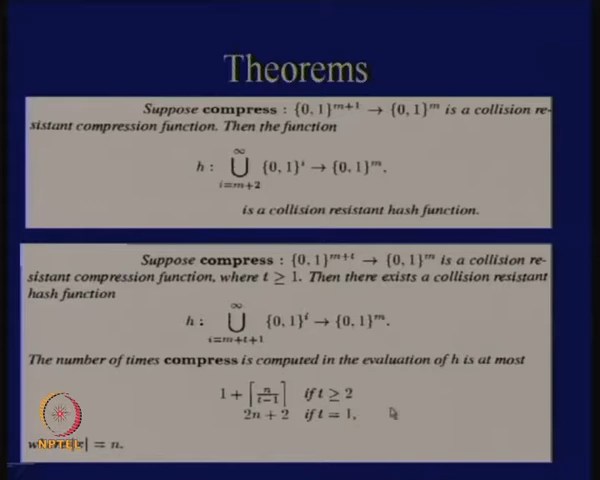 Theorems
Suppose compress : {0, 1}^{m+1} → {0, 1}^m is a collision re-
sistant compression function. Then the function
h : ⋃_{i=m+2}^{∞} {0, 1}^i → {0, 1}^m.
is a collision resistant hash function.
Suppose compress : {0, 1}^{m+t} → {0, 1}^m is a collision re-
sistant compression function, where t ≥ 1. Then there exists a collision resistant
hash function
h : ⋃_{i=m+t+1}^{∞} {0, 1}^i → {0, 1}^m.
The number of times compress is computed in the evaluation of h is at most
1 + ⌈n/(t−1)⌉ if t ≥ 2
2n + 2 if t = 1,
| = n.
NPTEL